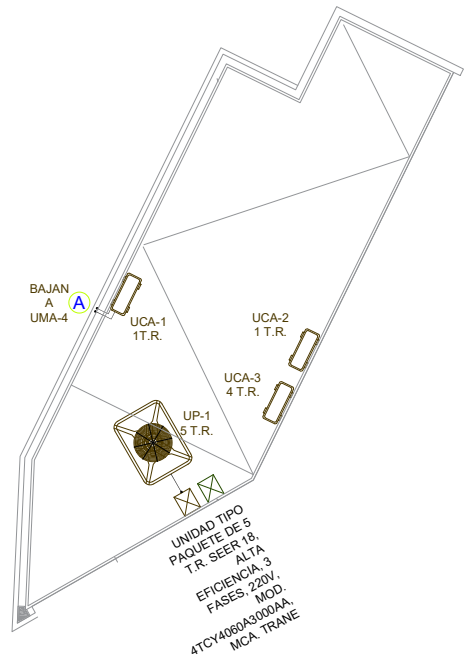 BAJAN
A
UMA-4
A
UCA-1
1T.R.
UCA-2
1 T.R.
UCA-3
4 T.R.
UP-1
5 T.R.
UNIDAD TIPO
PAQUETE DE 5
T.R. SEER 18,
ALTA
EFICIENCIA, 3
FASES, 220V,
MOD.
4TCY4060A3000AA,
MCA. TRANE